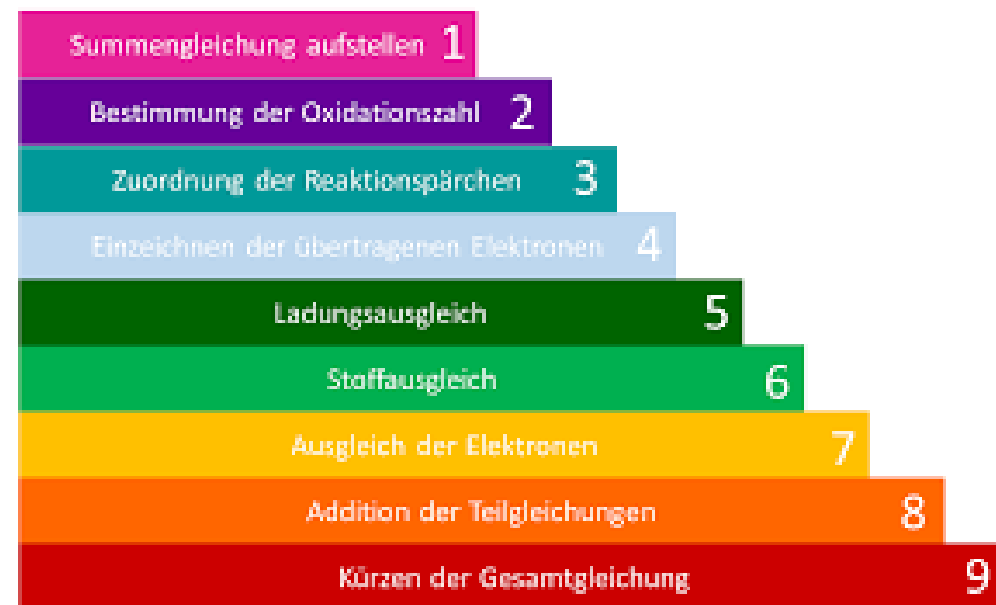 Summengleichung aufstellen 1
Bestimmung der Oxidationszahl 2
Zuordnung der Reaktionspärchen 3
Einzeichnen der übertragenen Elektronen 4
Ladungsausgleich 5
Stoffausgleich 6
Ausgleich der Elektronen 7
Addition der Teilgleichungen 8
Kürzen der Gesamtgleichung 9